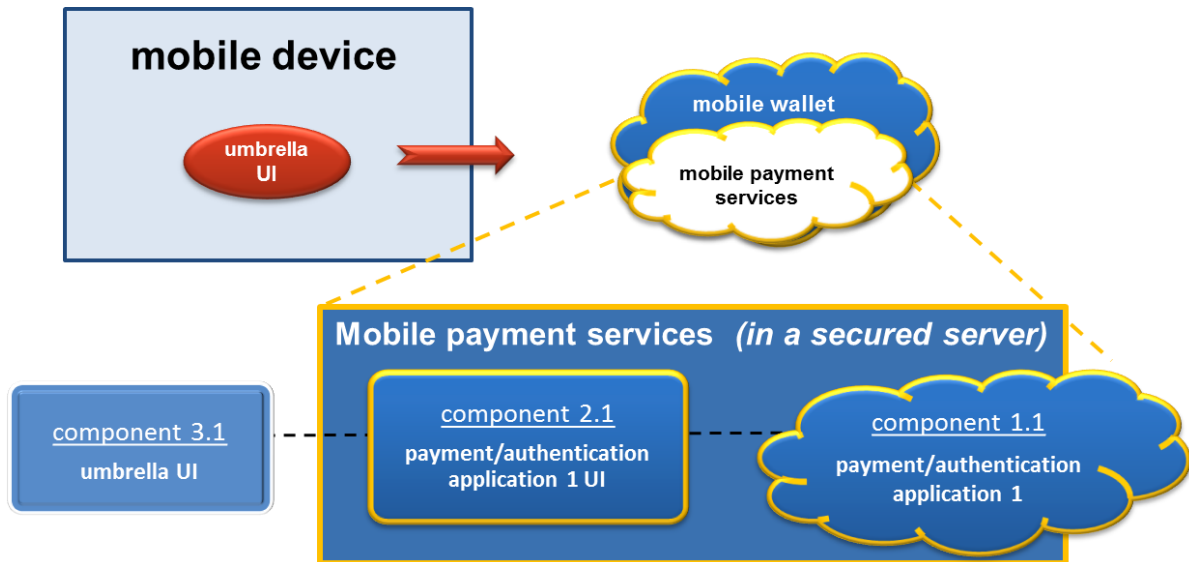 mobile device
umbrella
UI
mobile wallet
mobile payment
services
Mobile payment services (in a secured server)
component 3.1
umbrella UI
component 2.1
payment/authentication
application 1 UI
component 1.1
payment/authentication
application 1